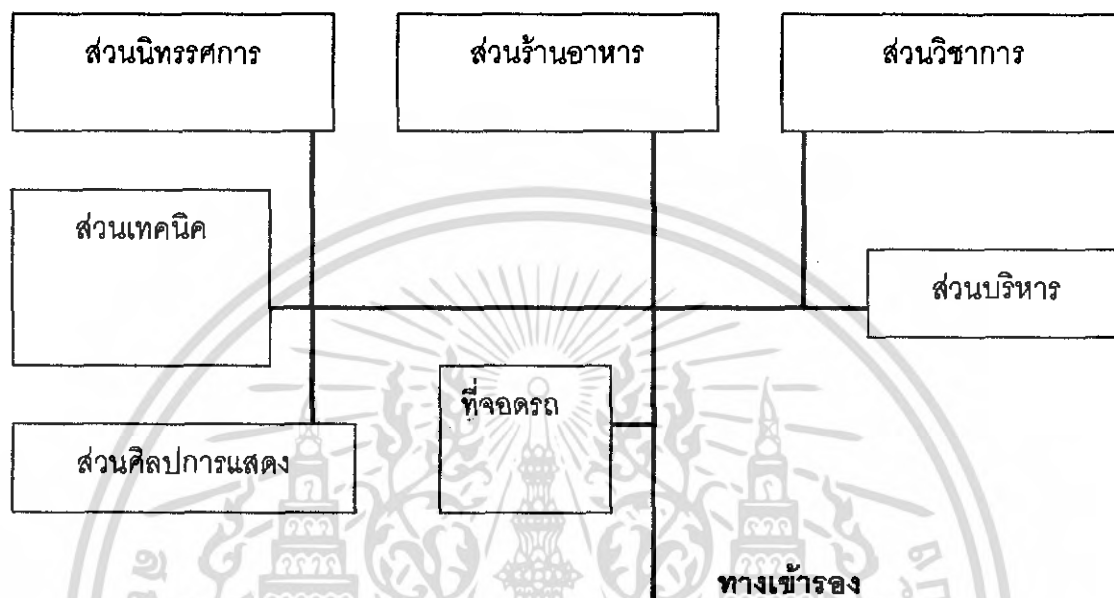 ส่วนนิทรรศการ
ส่วนร้านอาหาร
ส่วนวิชาการ
ส่วนเทคนิค
ส่วนบริหาร
ที่จอดรถ
ส่วนศิลปการแสดง
ทางเข้ารอง